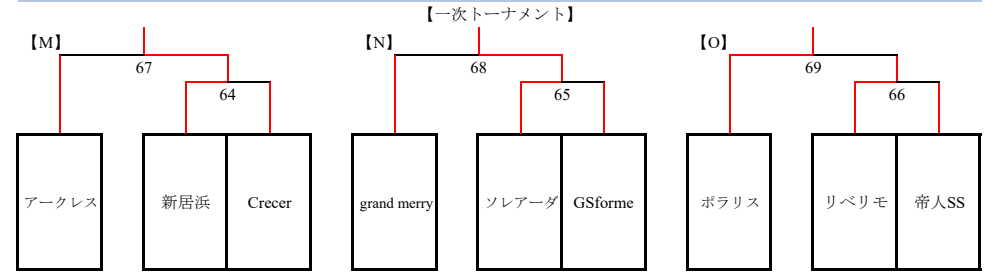 【一次トーナメント】
【M】
67
64
アークレス
新居浜
Crecer
【N】
68
65
grand merry
ソレアーダ
GSforme
【O】
69
66
ポラリス
リベリモ
帝人SS